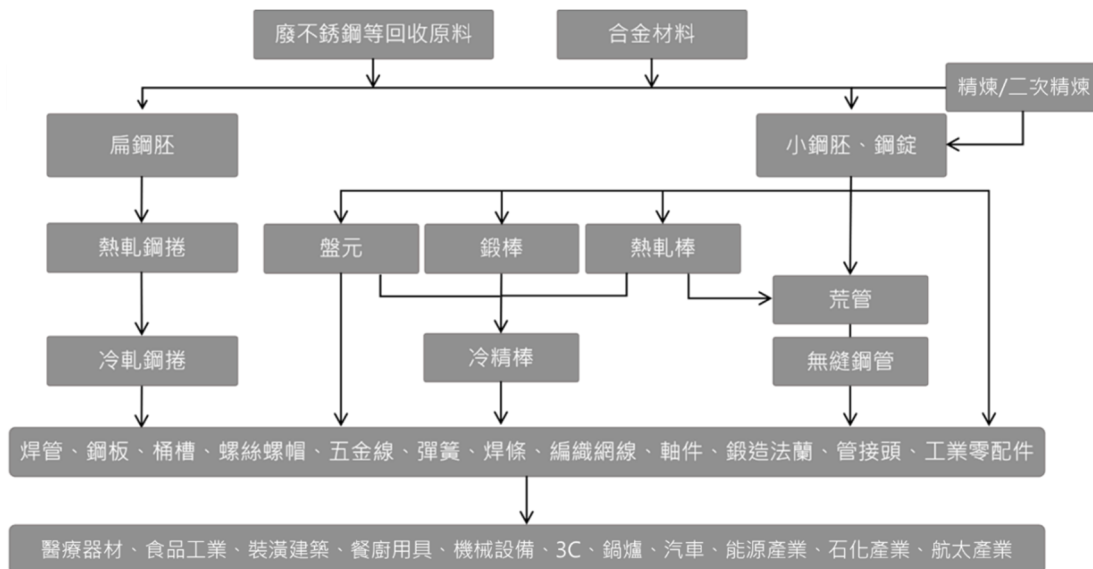 廢不銹鋼等回收原料
合金材料
精煉/二次精煉
扁鋼胚
小鋼胚、鋼錠
熱軋鋼捲
盤元
鍛棒
熱軋棒
荒管
冷軋鋼捲
冷精棒
無縫鋼管
焊管、鋼板、桶槽、螺絲螺帽、五金線、彈簧、焊條、編織網線、軸件、鍛造法蘭、管接頭、工業零配件
醫療器材、食品工業、裝潢建築、餐廚用具、機械設備、3C、鍋爐、汽車、能源產業、石化產業、航太產業